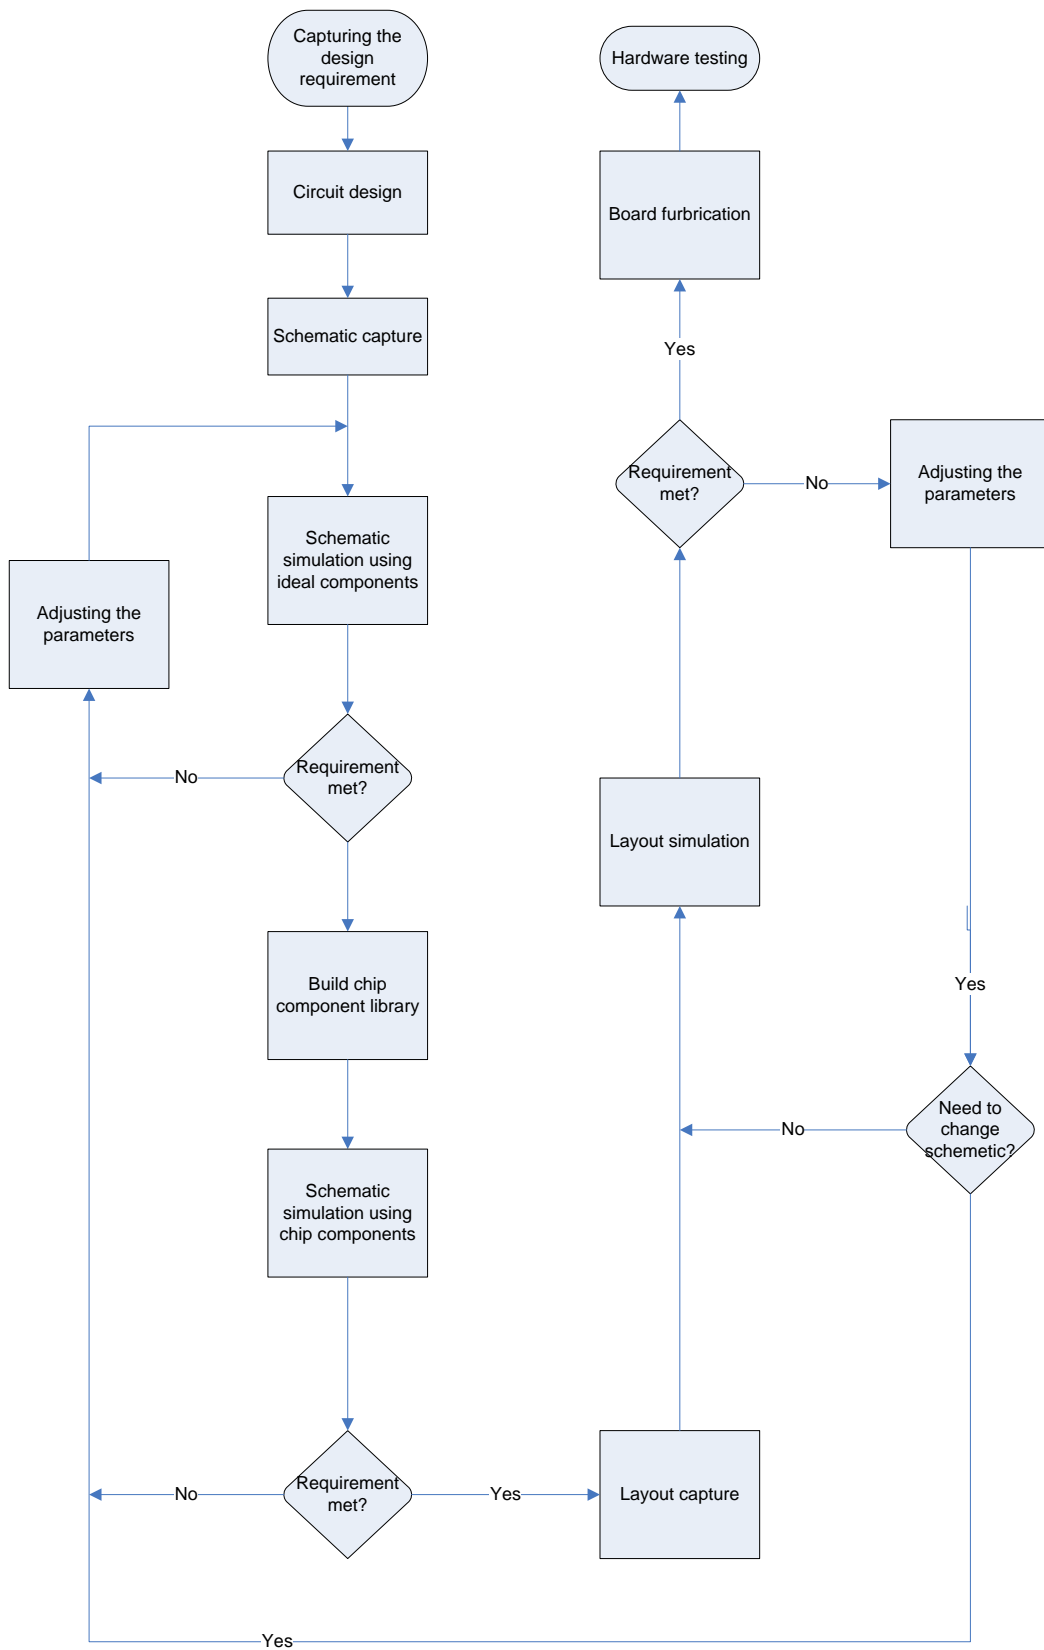 Capturing the
design
requirement
Circuit design
Schematic capture
Schematic
simulation using
ideal components
Adjusting the
parameters
Requirement
met?
No
Build chip
component library
Schematic
simulation using
chip components
Requirement
met?
No
Yes
Layout capture
Layout simulation
Requirement
met?
Yes
No
Board furbrication
Hardware testing
Adjusting the
parameters
Yes
Need to
change
schemetic?
No
Yes